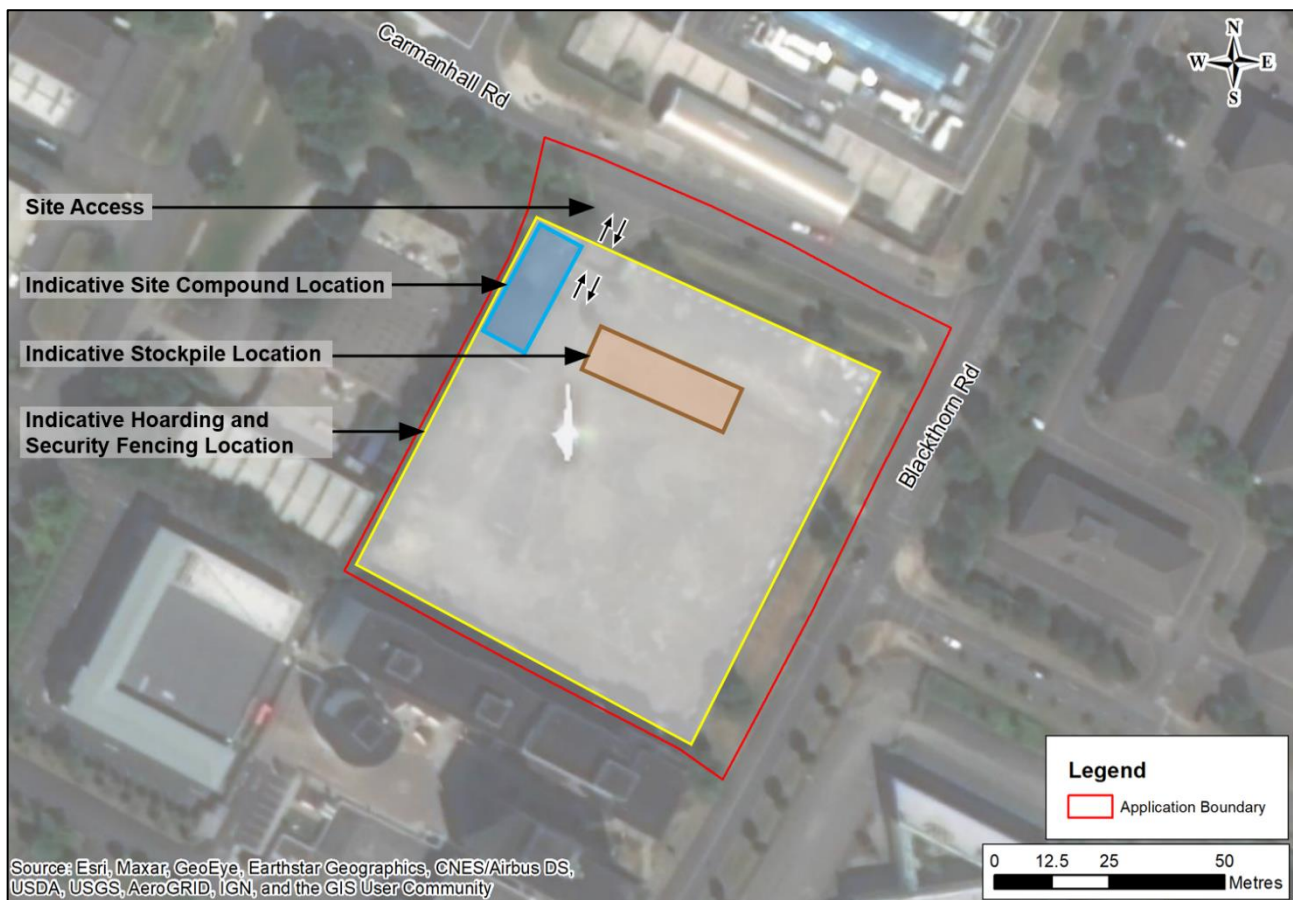 Carmanhall Rd
N
W E
S
Site Access
Indicative Site Compound Location
Indicative Stockpile Location
Indicative Hoarding and
Security Fencing Location
Blackthorn Rd
Legend
Application Boundary
0 12.5 25 50
Metres
Source: Esri, Maxar, GeoEye, Earthstar Geographics, CNES/Airbus DS,
USDA, USGS, AeroGRID, IGN, and the GIS User Community